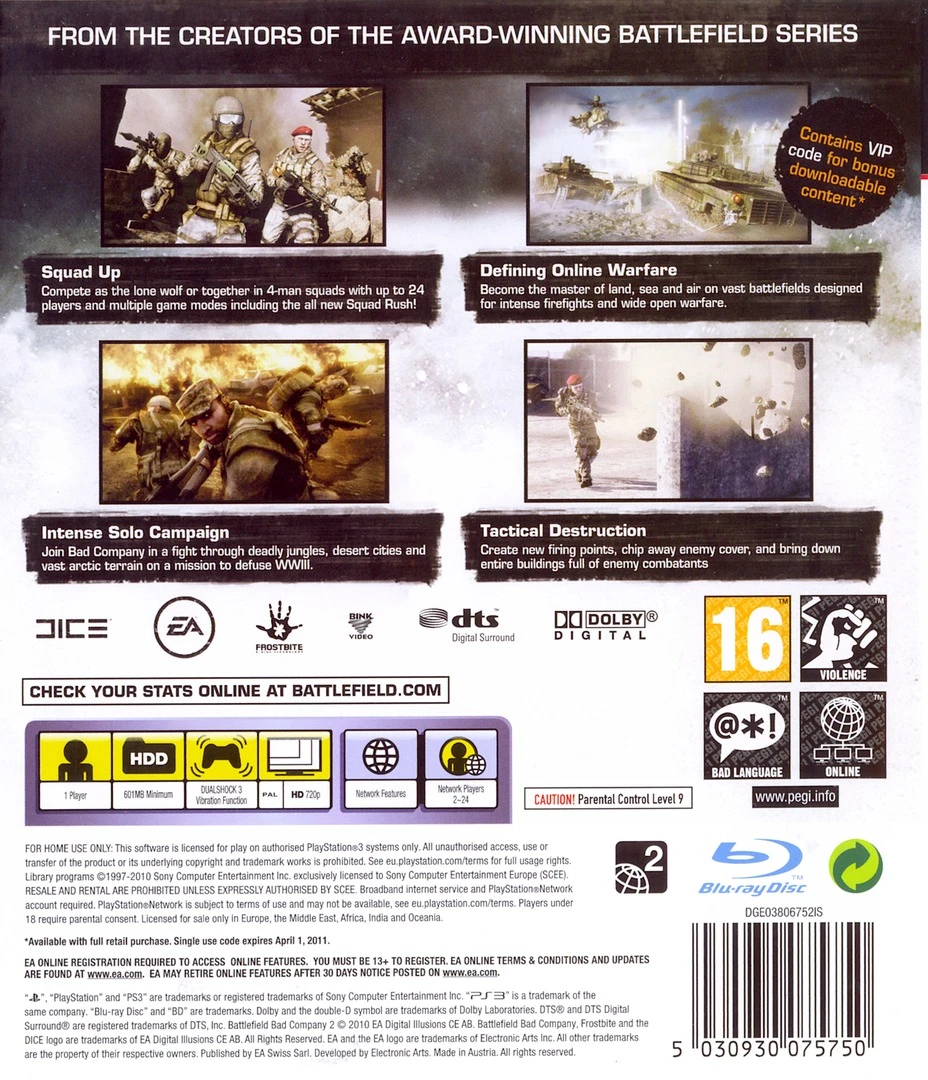 FROM THE CREATORS OF THE AWARD-WINNING BATTLEFIELD SERIES
Contains VIP
code for bonus
downloadable
content*
Squad Up
Compete as the lone wolf or together in 4-man squads with up to 24
players and multiple game modes including the all new Squad Rush!
Defining Online Warfare
Become the master of land, sea and air on vast battlefields designed
for intense firefights and wide open warfare.
Intense Solo Campaign
Join Bad Company in a fight through deadly jungles, desert cities and
vast arctic terrain on a mission to defuse WWIII.
Tactical Destruction
Create new firing points, chip away enemy cover, and bring down
entire buildings full of enemy combatants
DICE
EA
FROSTBITE
BINK
VIDEO
dts
Digital Surround
DOLBY®
DIGITAL
16
VIOLENCE
@*!
BAD LANGUAGE
ONLINE
www.pegi.info
CHECK YOUR STATS ONLINE AT BATTLEFIELD.COM
1 Player
HDD
601MB Minimum
DUALSHOCK 3
Vibration Function
PAL HD 720p
Network Features
Network Players
2~24
CAUTION! Parental Control Level 9
FOR HOME USE ONLY: This software is licensed for play on authorised PlayStation®3 systems only. All unauthorised access, use or
transfer of the product or its underlying copyright and trademark works is prohibited. See eu.playstation.com/terms for full usage rights.
Library programs ©1997-2010 Sony Computer Entertainment Inc. exclusively licensed to Sony Computer Entertainment Europe (SCEE).
RESALE AND RENTAL ARE PROHIBITED UNLESS EXPRESSLY AUTHORISED BY SCEE. Broadband internet service and PlayStation®Network
account required. PlayStation®Network is subject to terms of use and may not be available, see eu.playstation.com/terms. Players under
18 require parental consent. Licensed for sale only in Europe, the Middle East, Africa, India and Oceania.
2
Blu-ray Disc™
DGE03806752IS
*Available with full retail purchase. Single use code expires April 1, 2011.
EA ONLINE REGISTRATION REQUIRED TO ACCESS ONLINE FEATURES. YOU MUST BE 13+ TO REGISTER. EA ONLINE TERMS & CONDITIONS AND UPDATES
ARE FOUND AT www.ea.com. EA MAY RETIRE ONLINE FEATURES AFTER 30 DAYS NOTICE POSTED ON www.ea.com.
“ ”, “PlayStation” and “PS3” are trademarks or registered trademarks of Sony Computer Entertainment Inc. “PS3” is a trademark of the
same company. “Blu-ray Disc” and “BD” are trademarks. Dolby and the double-D symbol are trademarks of Dolby Laboratories. DTS® and DTS Digital
Surround® are registered trademarks of DTS, Inc. Battlefield Bad Company 2 © 2010 EA Digital Illusions CE AB. Battlefield Bad Company, Frostbite and the
DICE logo are trademarks of EA Digital Illusions CE AB. All Rights Reserved. EA and the EA logo are trademarks of Electronic Arts Inc. All other trademarks
are the property of their respective owners. Published by EA Swiss Sarl. Developed by Electronic Arts. Made in Austria. All rights reserved.
5 030930 075750